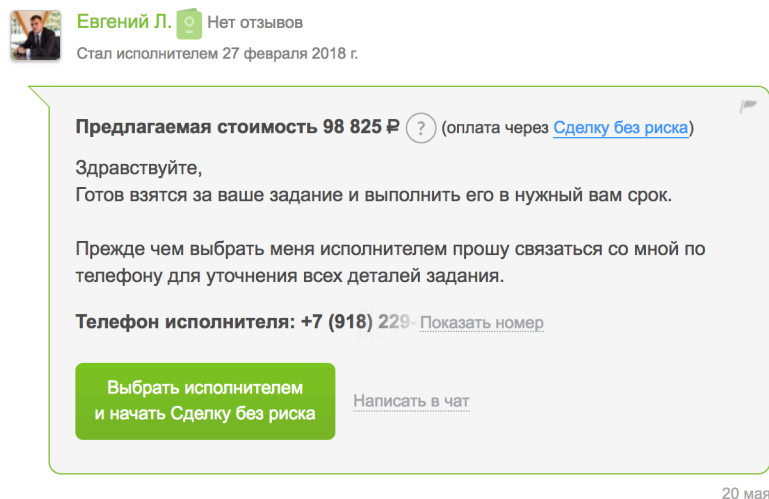 Евгений Л. Нет отзывов
Стал исполнителем 27 февраля 2018 г.
Предлагаемая стоимость 98 825 ₽ ? (оплата через Сделку без риска)
Здравствуйте,
Готов взятся за ваше задание и выполнить его в нужный вам срок.
Прежде чем выбрать меня исполнителем прошу связаться со мной по
телефону для уточнения всех деталей задания.
Телефон исполнителя: +7 (918) 229- Показать номер
Выбрать исполнителем
и начать Сделку без риска
Написать в чат
20 мая